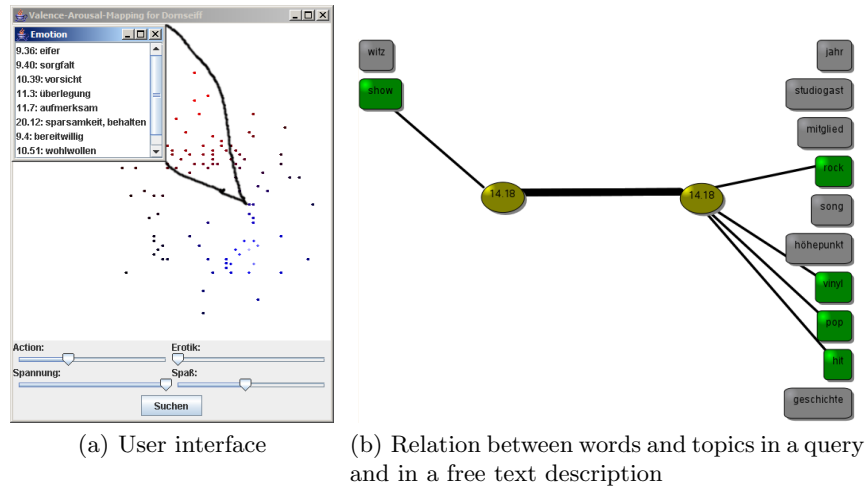 Valence-Arousal-Mapping for Dornseiff
Emotion
9.36: eifer
9.40: sorgfalt
10.39: vorsicht
11.3: überlegung
11.7: aufmerksam
20.12: sparsamkeit, behalten
9.4: bereitwillig
10.51: wohlwollen
Action:
Erotik:
Spannung:
Spaß:
Suchen
(a) User interface
witz
show
14.18
14.18
jahr
studiogast
mitglied
rock
song
höhepunkt
vinyl
pop
hit
geschichte
(b) Relation between words and topics in a query
and in a free text description